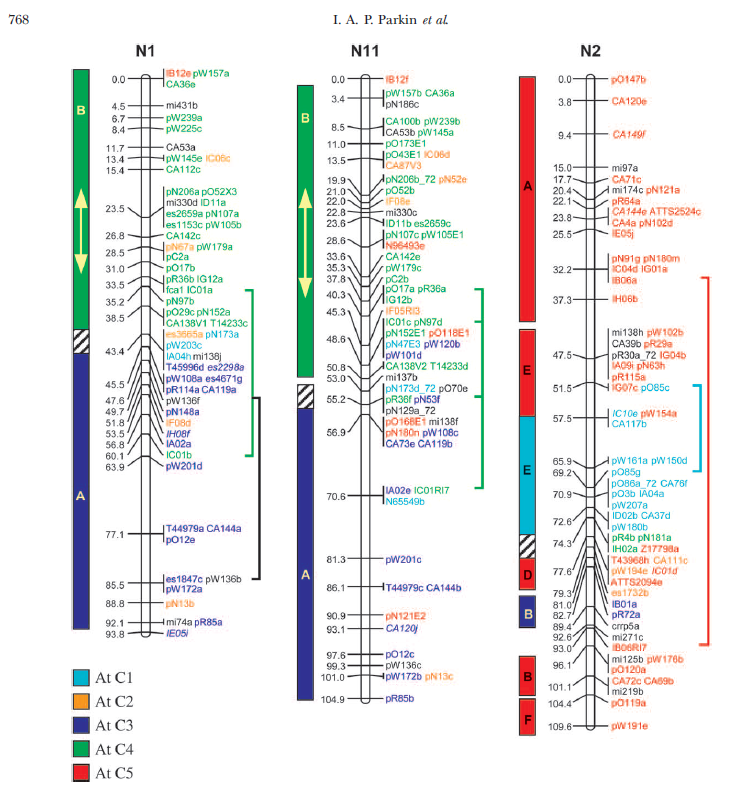 768
I. A. P. Parkin et al.
N1
B
A
0.0
IB12e pW157a
CA36e
4.5
mi431b
6.7
pW239a
8.4
pW225c
11.7
CA53a
13.4
pW145e IC06c
15.4
CA112c
pN206a pO52X3
mi330d ID11a
23.5
es2659a pN107a
es1153c pW105b
26.8
CA142c
28.5
pN67a pW179a
pC2a
31.0
pO17b
33.5
pR36b IG12a
fca1 IC01a
35.2
pN97b
38.5
pO29c pN152a
CA138V1 T14233c
es3665a pN173a
43.4
pW203c
IA04h mi138j
T45996d es2298a
45.5
pW108a es4671g
pR114a CA119a
47.6
pW136f
49.7
pN148a
51.8
IF08d
53.5
IH08f
56.8
IA02a
60.1
IC01b
63.9
pW201d
77.1
T44979a CA144a
pO12e
85.5
es1847c pW136b
pW172a
88.8
pN13b
92.1
mi74a pR85a
93.8
IE05i
N11
B
A
0.0
IB12f
3.4
pW157b CA36a
pN186c
8.5
CA100b pW239b
CA53b pW145a
11.0
pO173E1
13.5
pO43E1 IC06d
CA87V3
19.9
pN206b_72 pN52e
21.0
pO52b
22.0
IF08e
22.8
mi330c
23.6
ID11b es2659c
28.6
pN107c pW105E1
N96493e
33.6
CA142e
35.3
pW179c
37.8
pC2b
40.3
pO17a pR36a
IG12b
45.3
IF05RI3
IC01c pN97d
48.6
pN152E1 pO118E1
pN47E3 pW120b
pW101d
50.8
CA138V2 T14233d
53.0
mi137b
pN173d_72 pO70e
55.2
pR36f pN53f
pN129a_72
56.9
pO168E1 mi138f
pN180n pW108c
CA73e CA119b
70.6
IA02e IC01RI7
N65549b
81.3
pW201c
86.1
T44979c CA144b
90.9
pN121E2
93.1
CA120j
97.6
pO12c
99.3
pW136c
101.0
pW172b pN13c
104.9
pR85b
N2
A
E
E
D
B
B
F
0.0
pO147b
3.8
CA120e
9.4
CA149f
15.0
mi97a
17.7
CA71c
20.4
mi174c pN121a
22.1
pR64a
23.8
CA144e ATTS2524c
CA4a pN102d
25.5
IE05j
pN91g pN180m
32.2
IC04d IG01a
IB06a
37.3
IH06b
mi138h pW102b
CA39b pR29a
47.5
pR30a_72 IG04b
IA09i pN63h
pR115a
51.5
IG07c pO85c
57.5
IC10e pW154a
CA117b
65.9
pW161a pW150d
69.2
pO85g
pO86a_72 CA76f
70.9
pO3b IA04a
pW207a
72.6
ID02b CA37d
pW180b
74.3
pR4b pN181a
IH02a Z17798a
T43968h CA111c
77.6
pW194e IC01d
ATTS2094e
79.3
es1732b
81.0
IB01a
82.7
pR72a
89.4
crrp5a
92.6
mi271c
93.0
IB06RI7
96.1
mi125b pW176b
pO120a
101.1
CA72c CA69b
mi219b
104.4
pO119a
109.6
pW191e
At C1
At C2
At C3
At C4
At C5